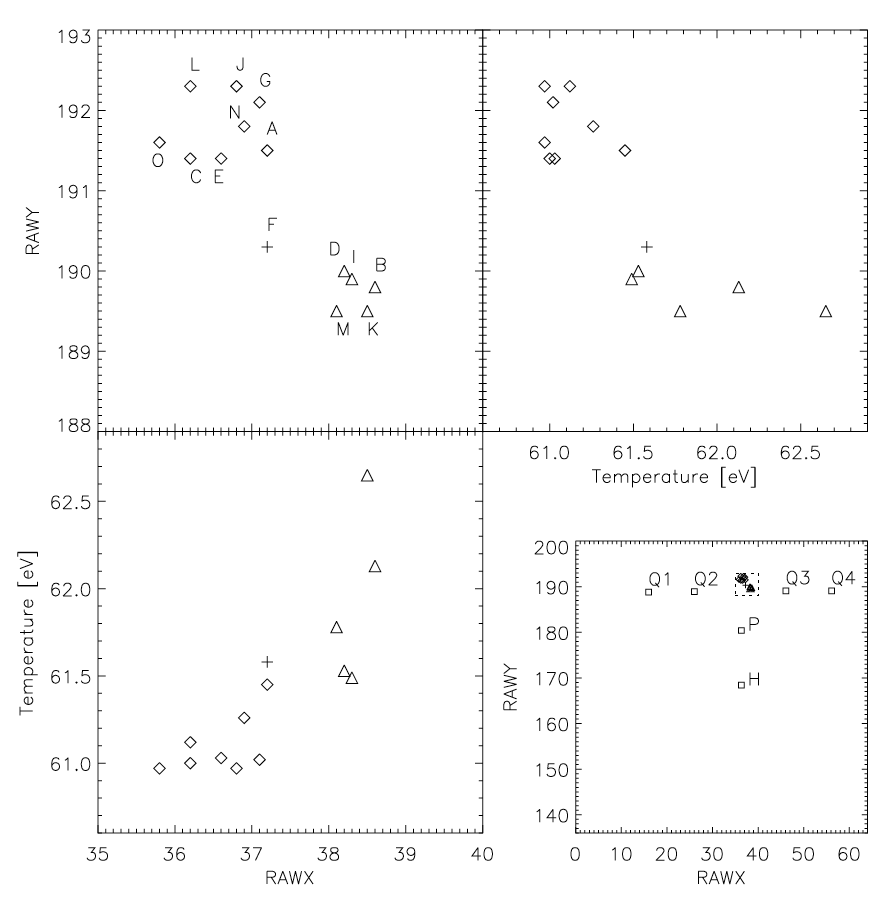 193
192
191
190
189
188
RAWY
L J
G
N
A
O
C E
F
D I B
M K
61.0 61.5 62.0 62.5
Temperature [eV]
62.5
62.0
61.5
61.0
Temperature [eV]
35 36 37 38 39 40
RAWX
200
190
180
170
160
150
140
RAWY
Q1 Q2 Q3 Q4
P
H
0 10 20 30 40 50 60
RAWX